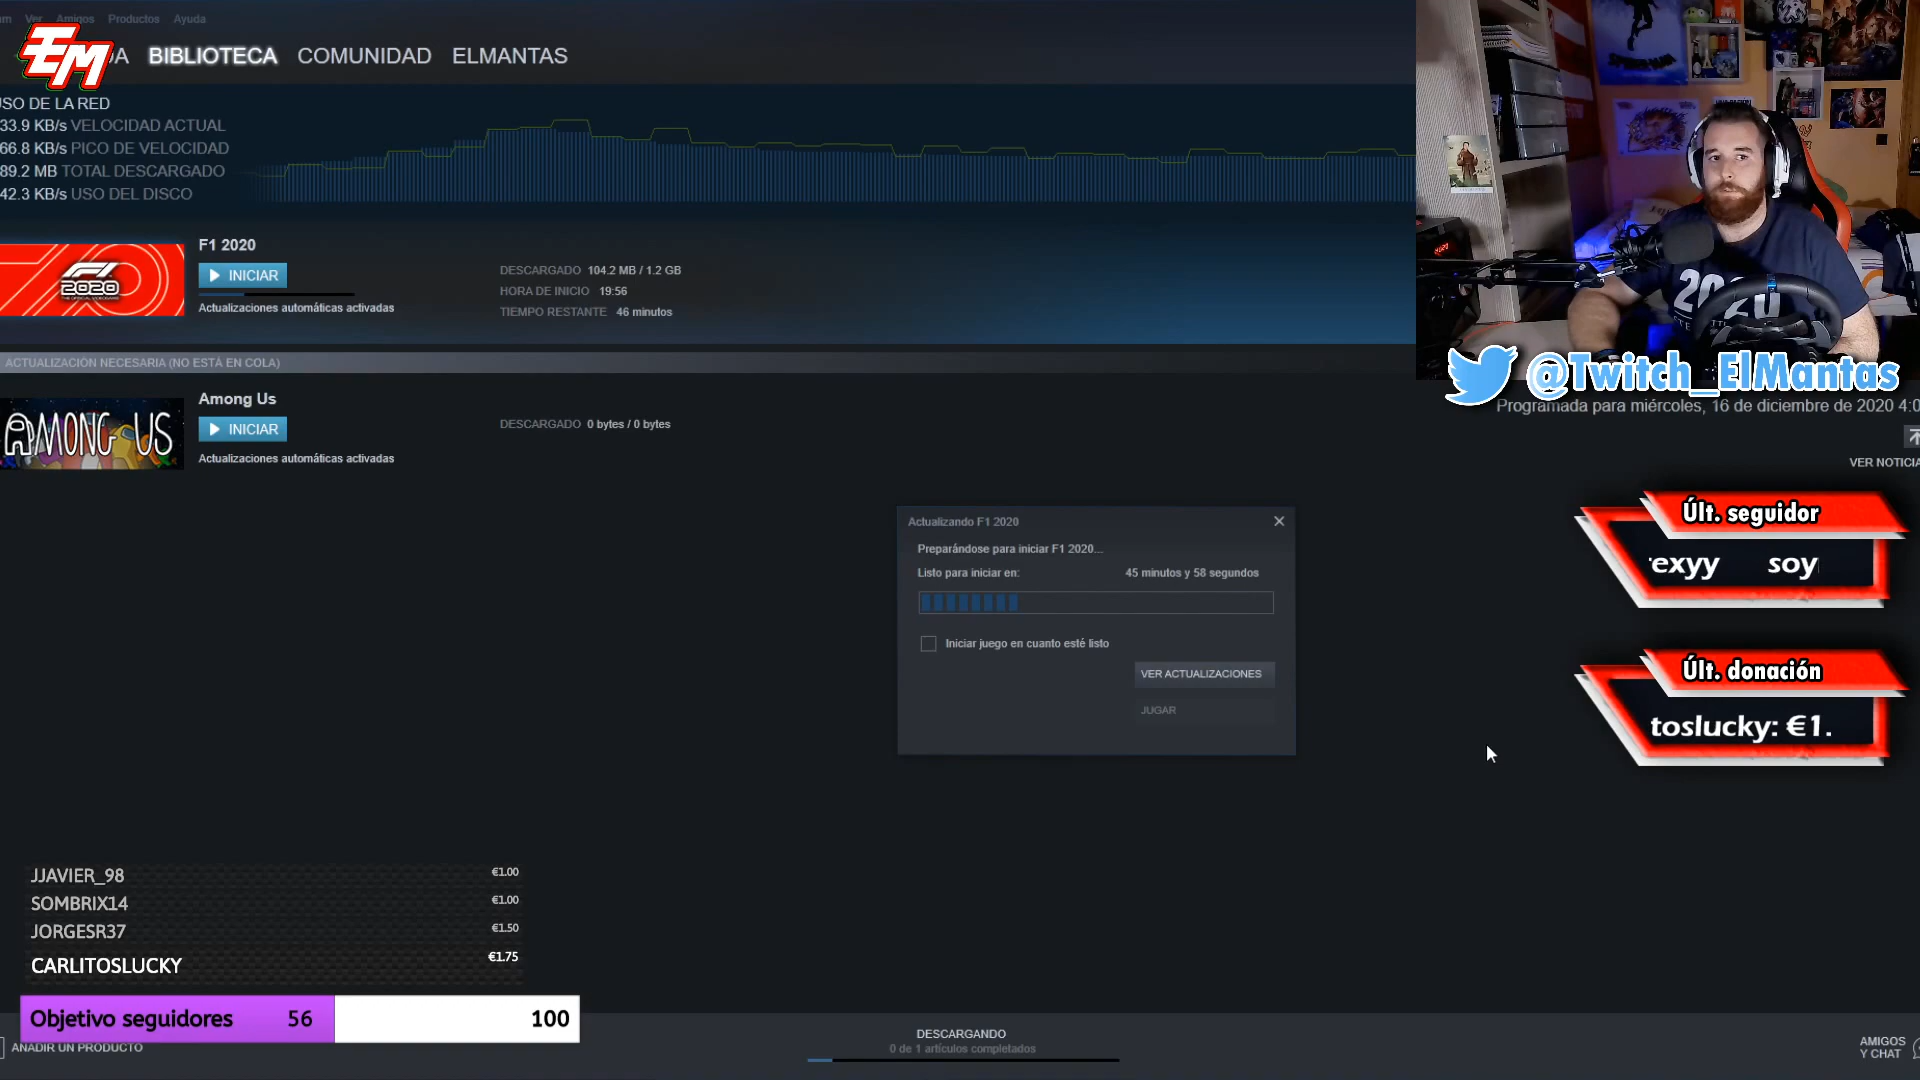 Ver Amigos Productos Ayuda
EM
BIBLIOTECA COMUNIDAD ELMANTAS
USO DE LA RED
33.9 KB/s VELOCIDAD ACTUAL
66.8 KB/s PICO DE VELOCIDAD
89.2 MB TOTAL DESCARGADO
42.3 KB/s USO DEL DISCO
F1 2020
INICIAR
Actualizaciones automáticas activadas
DESCARGADO 104.2 MB / 1.2 GB
HORA DE INICIO 19:56
TIEMPO RESTANTE 46 minutos
2020
ACTUALIZACIÓN NECESARIA (NO ESTÁ EN COLA)
AMONG US
Among Us
INICIAR
Actualizaciones automáticas activadas
DESCARGADO 0 bytes / 0 bytes
2020
@Twitch_ElMantas
Programada para miércoles, 16 de diciembre de 2020 4:0
VER NOTICIA
Actualizando F1 2020
Preparándose para iniciar F1 2020...
Listo para iniciar en: 45 minutos y 58 segundos
Iniciar juego en cuanto esté listo
VER ACTUALIZACIONES
JUGAR
Últ. seguidor
exyy soy
Últ. donación
toslucky: €1.
JJAVIER_98 €1.00
SOMBRIX14 €1.00
JORGESR37 €1.50
CARLITOSLUCKY €1.75
Objetivo seguidores 56 100
AÑADIR UN PRODUCTO
DESCARGANDO
0 de 1 artículos completados
AMIGOS
Y CHAT